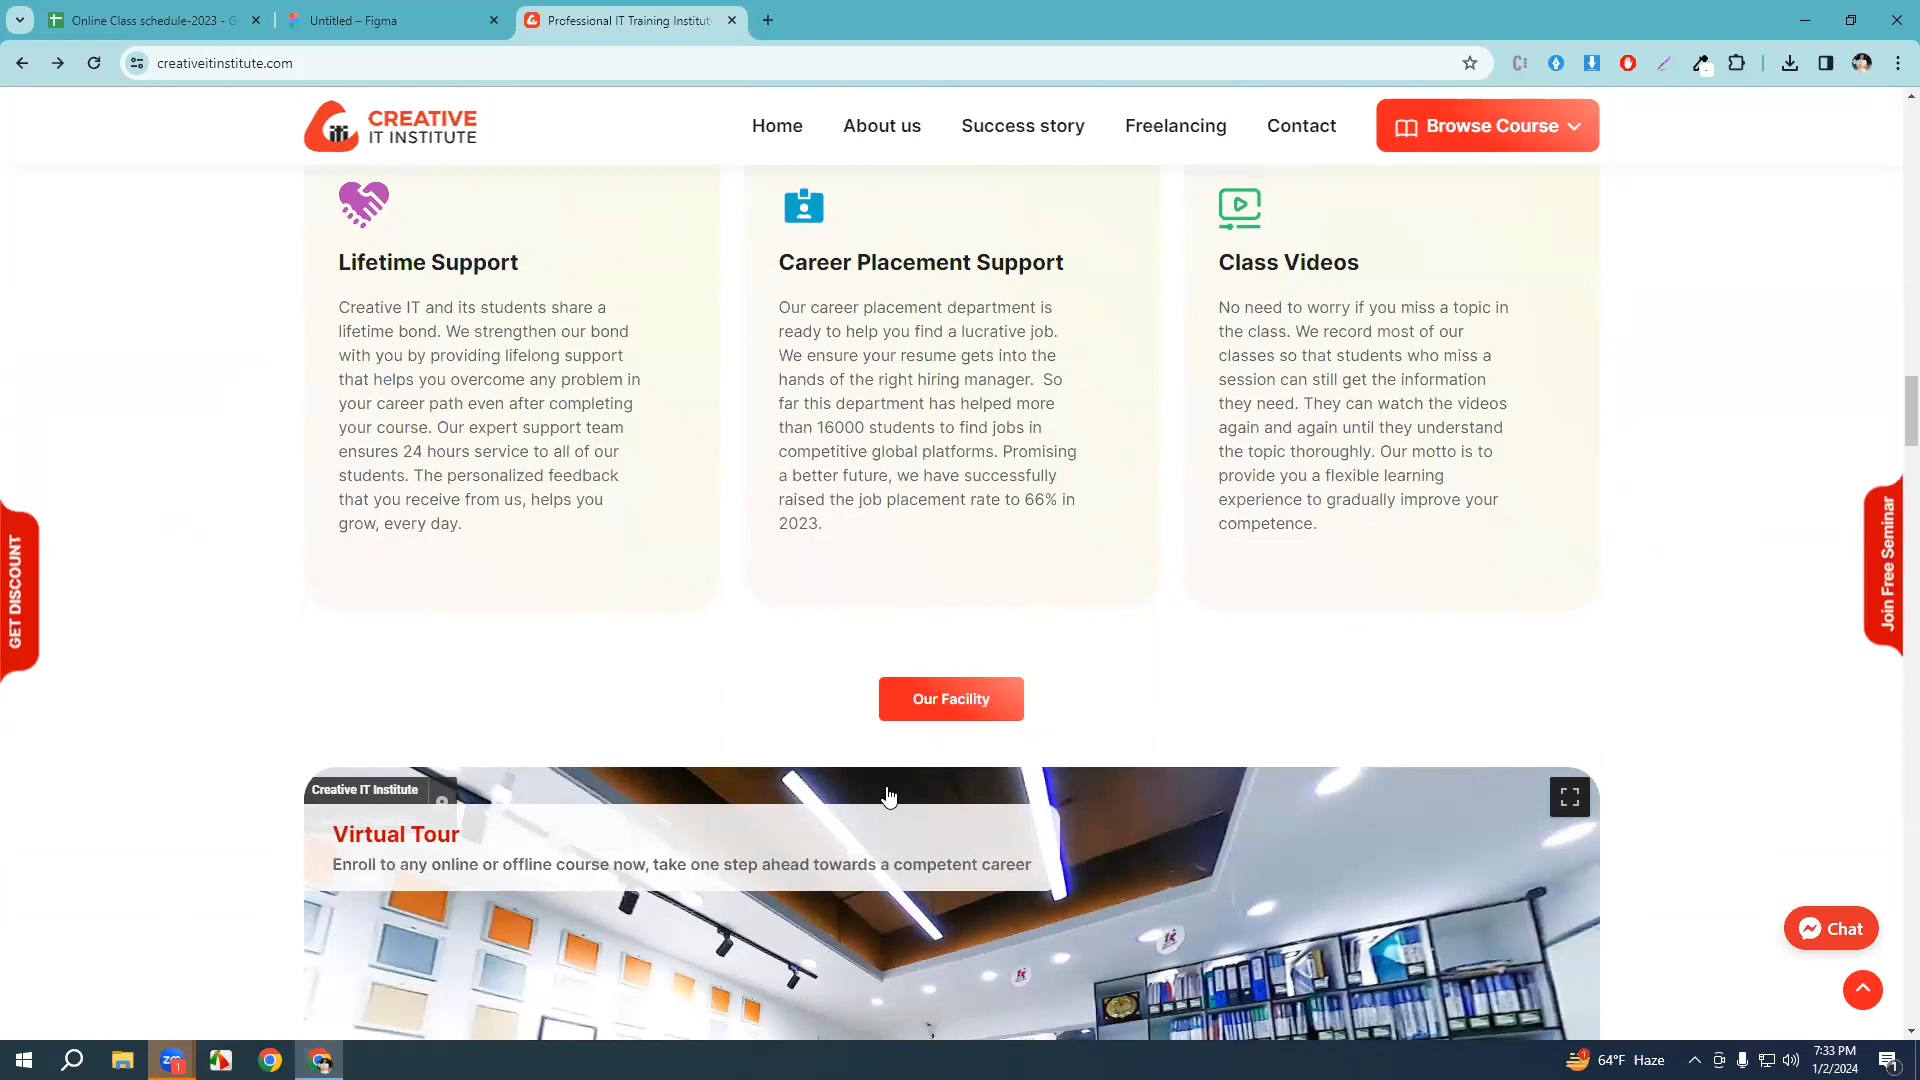 Online Class schedule-2023 - G
Untitled – Figma
Professional IT Training Institut
creativeitinstitute.com
CREATIVE
IT INSTITUTE
Home
About us
Success story
Freelancing
Contact
Browse Course
Lifetime Support
Creative IT and its students share a
lifetime bond. We strengthen our bond
with you by providing lifelong support
that helps you overcome any problem in
your career path even after completing
your course. Our expert support team
ensures 24 hours service to all of our
students. The personalized feedback
that you receive from us, helps you
grow, every day.
Career Placement Support
Our career placement department is
ready to help you find a lucrative job.
We ensure your resume gets into the
hands of the right hiring manager.  So
far this department has helped more
than 16000 students to find jobs in
competitive global platforms. Promising
a better future, we have successfully
raised the job placement rate to 66% in
2023.
Class Videos
No need to worry if you miss a topic in
the class. We record most of our
classes so that students who miss a
session can still get the information
they need. They can watch the videos
again and again until they understand
the topic thoroughly. Our motto is to
provide you a flexible learning
experience to gradually improve your
competence.
GET DISCOUNT
Join Free Seminar
Our Facility
Creative IT Institute
Virtual Tour
Enroll to any online or offline course now, take one step ahead towards a competent career
Chat
64°F Haze
7:33 PM
1/2/2024